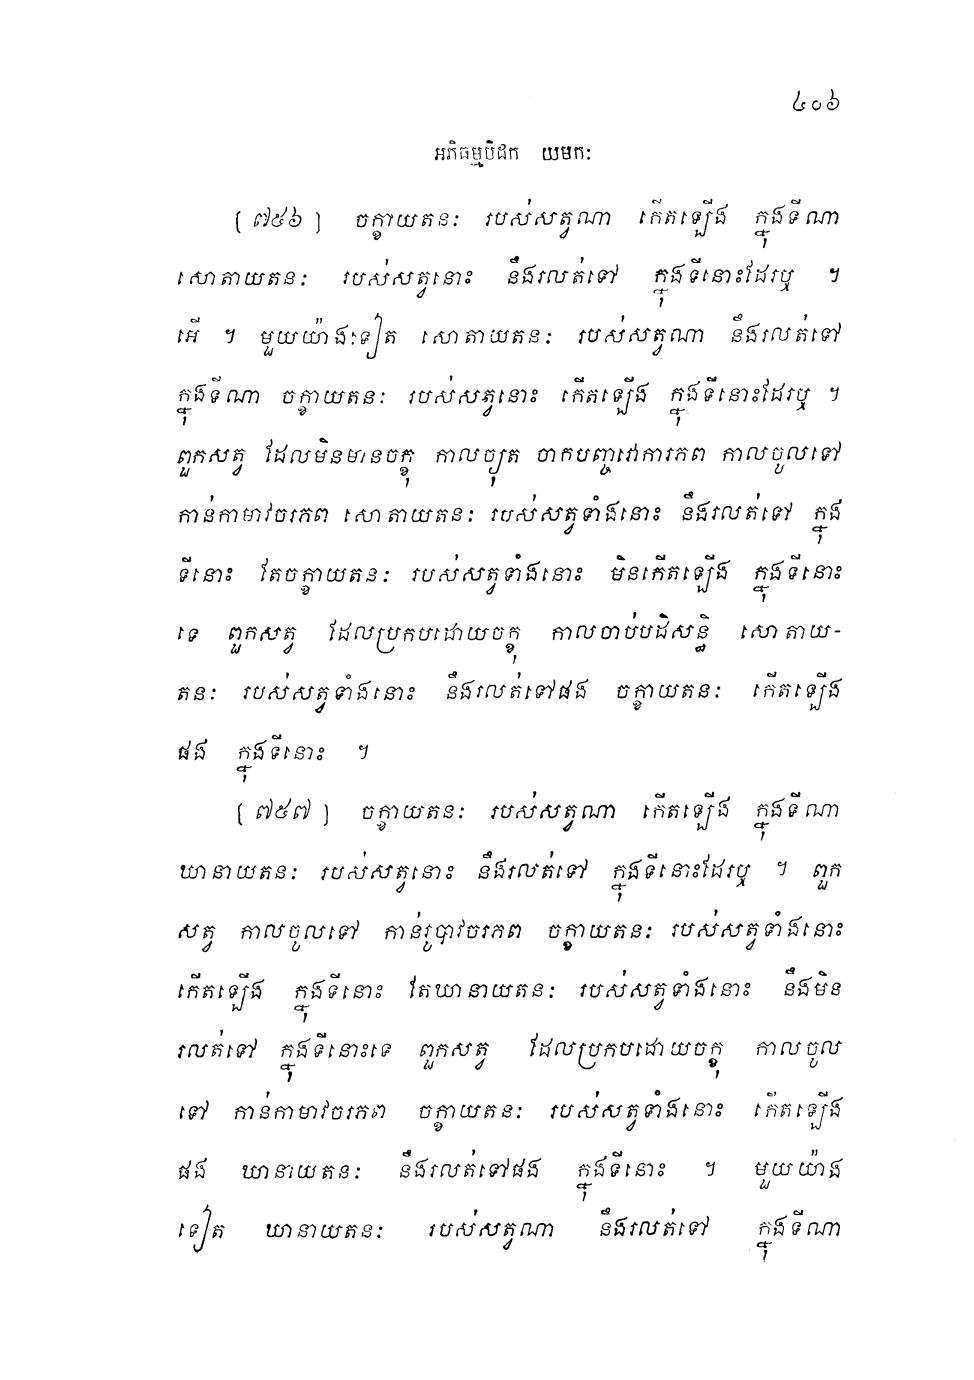 ៤០៦
អភិធម្មបិដក យមកៈ
(៧៥៦) ចក្ខាយតនៈ របស់សត្វណា កើតឡើង ក្នុងទីណា
សោតាយតនៈ របស់សត្វនោះ នឹងរលត់ទៅ ក្នុងទីនោះដែរឬ ។
អើ ។ មួយយ៉ាងទៀត សោតាយតនៈ របស់សត្វណា នឹងរលត់ទៅ
ក្នុងទីណា ចក្ខាយតនៈ របស់សត្វនោះ កើតឡើង ក្នុងទីនោះដែរឬ ។
ពួកសត្វ ដែលមិនមានចក្ខុ កាលច្យុត ចាកបញ្ចវោការភព កាលចូលទៅ
កាន់កាមាវចរភព សោតាយតនៈ របស់សត្វទាំងនោះ នឹងរលត់ទៅ ក្នុង
ទីនោះ តែចក្ខាយតនៈ របស់សត្វទាំងនោះ មិនកើតឡើង ក្នុងទីនោះ
ទេ ពួកសត្វ ដែលប្រកបដោយចក្ខុ កាលចាប់បដិសន្ធិ សោតាយ-
តនៈ របស់សត្វទាំងនោះ នឹងរលត់ទៅផង ចក្ខាយតនៈ កើតឡើង
ផង ក្នុងទីនោះ ។
(៧៥៧) ចក្ខាយតនៈ របស់សត្វណា កើតឡើង ក្នុងទីណា
ឃានាយតនៈ របស់សត្វនោះ នឹងរលត់ទៅ ក្នុងទីនោះដែរឬ ។ ពួក
សត្វ កាលចូលទៅ កាន់រូបាវចរភព ចក្ខាយតនៈ របស់សត្វទាំងនោះ
កើតឡើង ក្នុងទីនោះ តែឃានាយតនៈ របស់សត្វទាំងនោះ នឹងមិន
រលត់ទៅ ក្នុងទីនោះទេ ពួកសត្វ ដែលប្រកបដោយចក្ខុ កាលចូល
ទៅ កាន់កាមាវចរភព ចក្ខាយតនៈ របស់សត្វទាំងនោះ កើតឡើង
ផង ឃានាយតនៈ នឹងរលត់ទៅផង ក្នុងទីនោះ ។ មួយយ៉ាង
ទៀត ឃានាយតនៈ របស់សត្វណា នឹងរលត់ទៅ ក្នុងទីណា